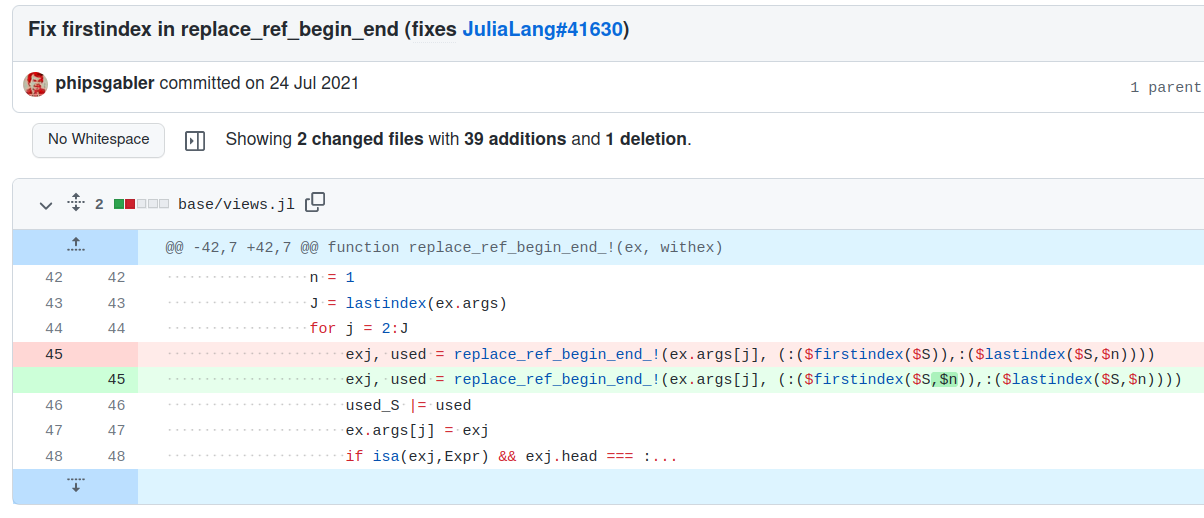 Fix firstindex in replace_ref_begin_end (fixes JuliaLang#41630)
phipsgabler committed on 24 Jul 2021
1 parent
No Whitespace
Showing 2 changed files with 39 additions and 1 deletion.
2 base/views.jl
@@ -42,7 +42,7 @@ function replace_ref_begin_end_!(ex, withex)
42 42 ··················n·=·1
43 43 ··················J·=·lastindex(ex.args)
44 44 ··················for·j·=·2:J
45 ······················exj,·used·=·replace_ref_begin_end_!(ex.args[j],·(:($firstindex($S)),:($lastindex($S,$n))))
45 ······················exj,·used·=·replace_ref_begin_end_!(ex.args[j],·(:($firstindex($S,$n)),:($lastindex($S,$n))))
46 46 ······················used_S·|=·used
47 47 ······················ex.args[j]·=·exj
48 48 ······················if·isa(exj,Expr)·&&·exj.head·===·:...